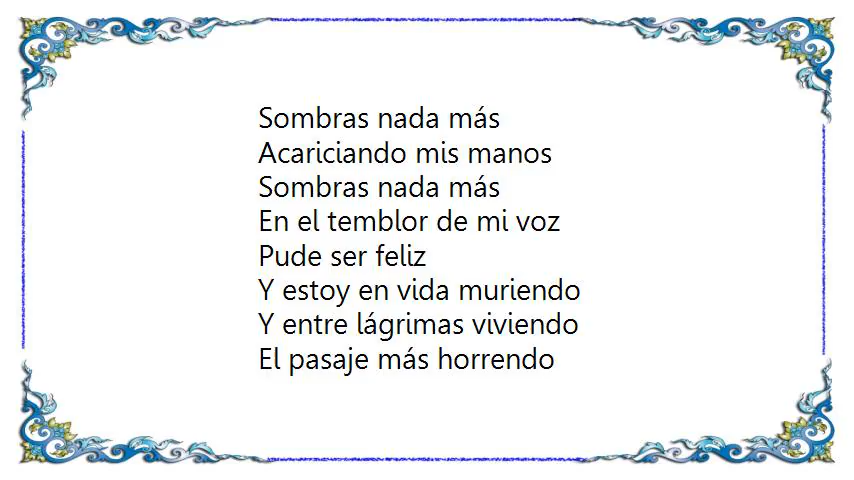 Sombras nada más
Acariciando mis manos
Sombras nada más
En el temblor de mi voz
Pude ser feliz
Y estoy en vida muriendo
Y entre lágrimas viviendo
El pasaje más horrendo